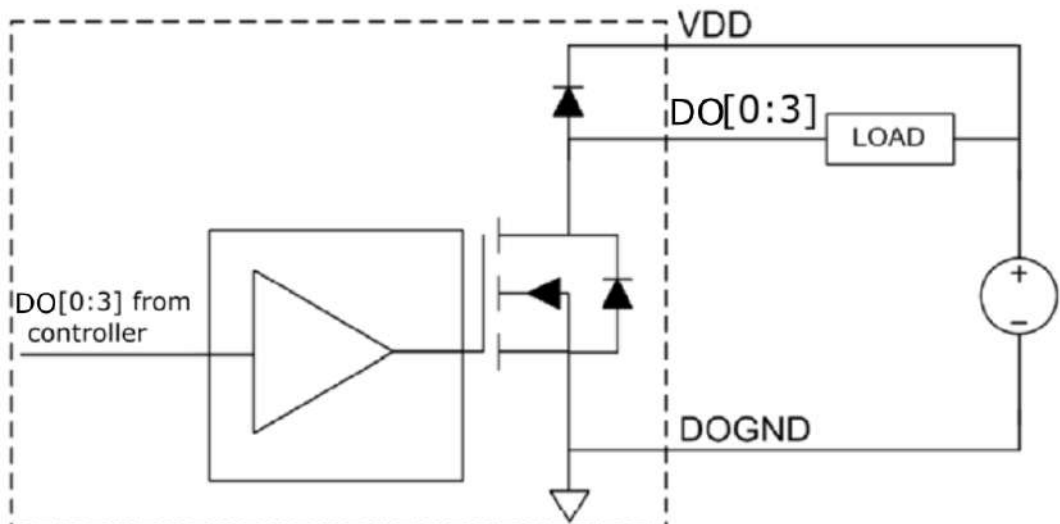 VDD
DO[0:3]
LOAD
DO[0:3] from
controller
+
−
DOGND